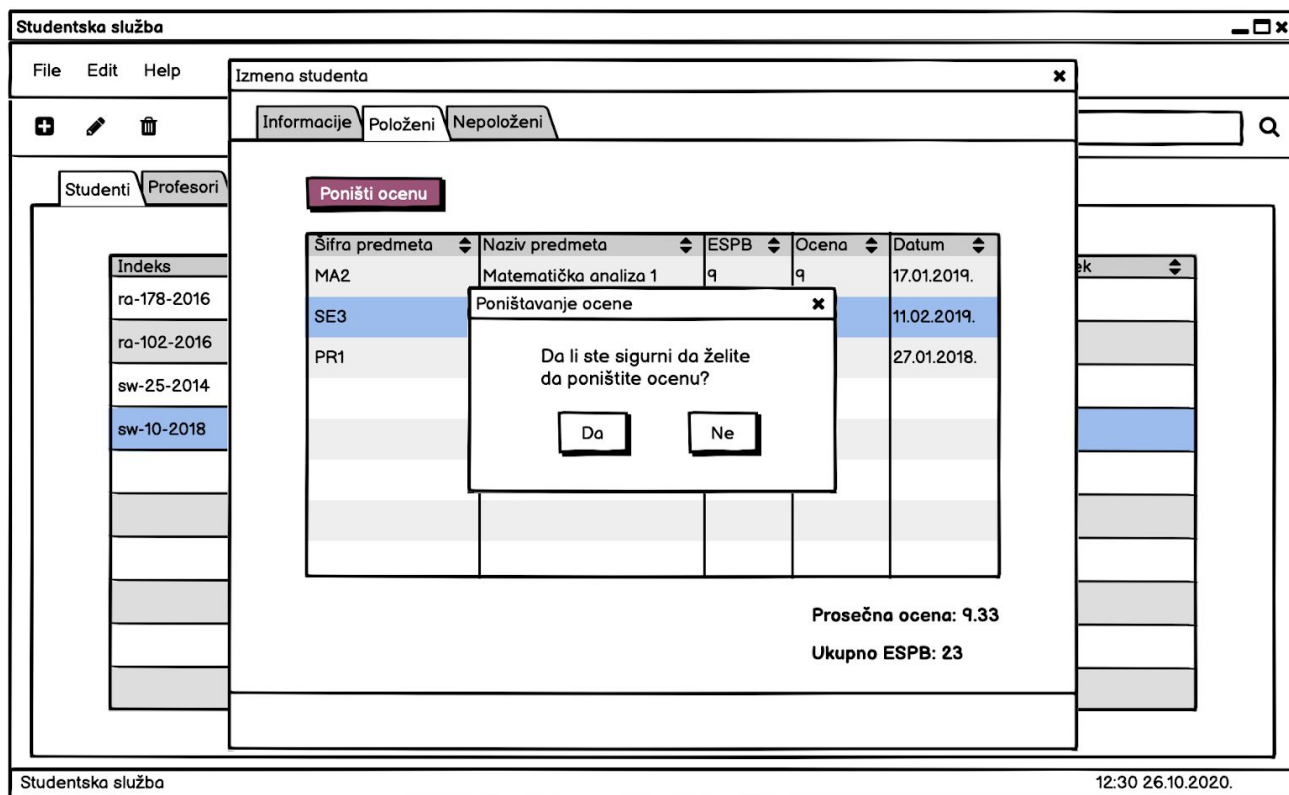 Studentska služba
File Edit Help
Izmena studenta
Informacije Položeni Nepoloženi
Studenti Profesori
Poništi ocenu
Šifra predmeta Naziv predmeta ESPB Ocena Datum
MA2 Matematička analiza 1 9 9 17.01.2019.
SE3 11.02.2019.
PR1 27.01.2018.
Indeks
ra-178-2016
ra-102-2016
sw-25-2014
sw-10-2018
Poništavanje ocene
Da li ste sigurni da želite
da poništite ocenu?
Da Ne
Prosečna ocena: 9.33
Ukupno ESPB: 23
Studentska služba 12:30 26.10.2020.